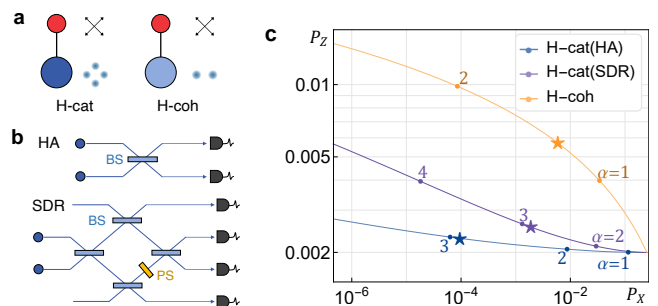 a
H-cat
H-coh
b
HA
BS
SDR
BS
PS
c
P_Z
H-cat(HA)
H-cat(SDR)
H-coh
0.01
0.005
0.002
2
α=1
4
3
α=2
3
2
α=1
10⁻⁶
10⁻⁴
10⁻²
P_X